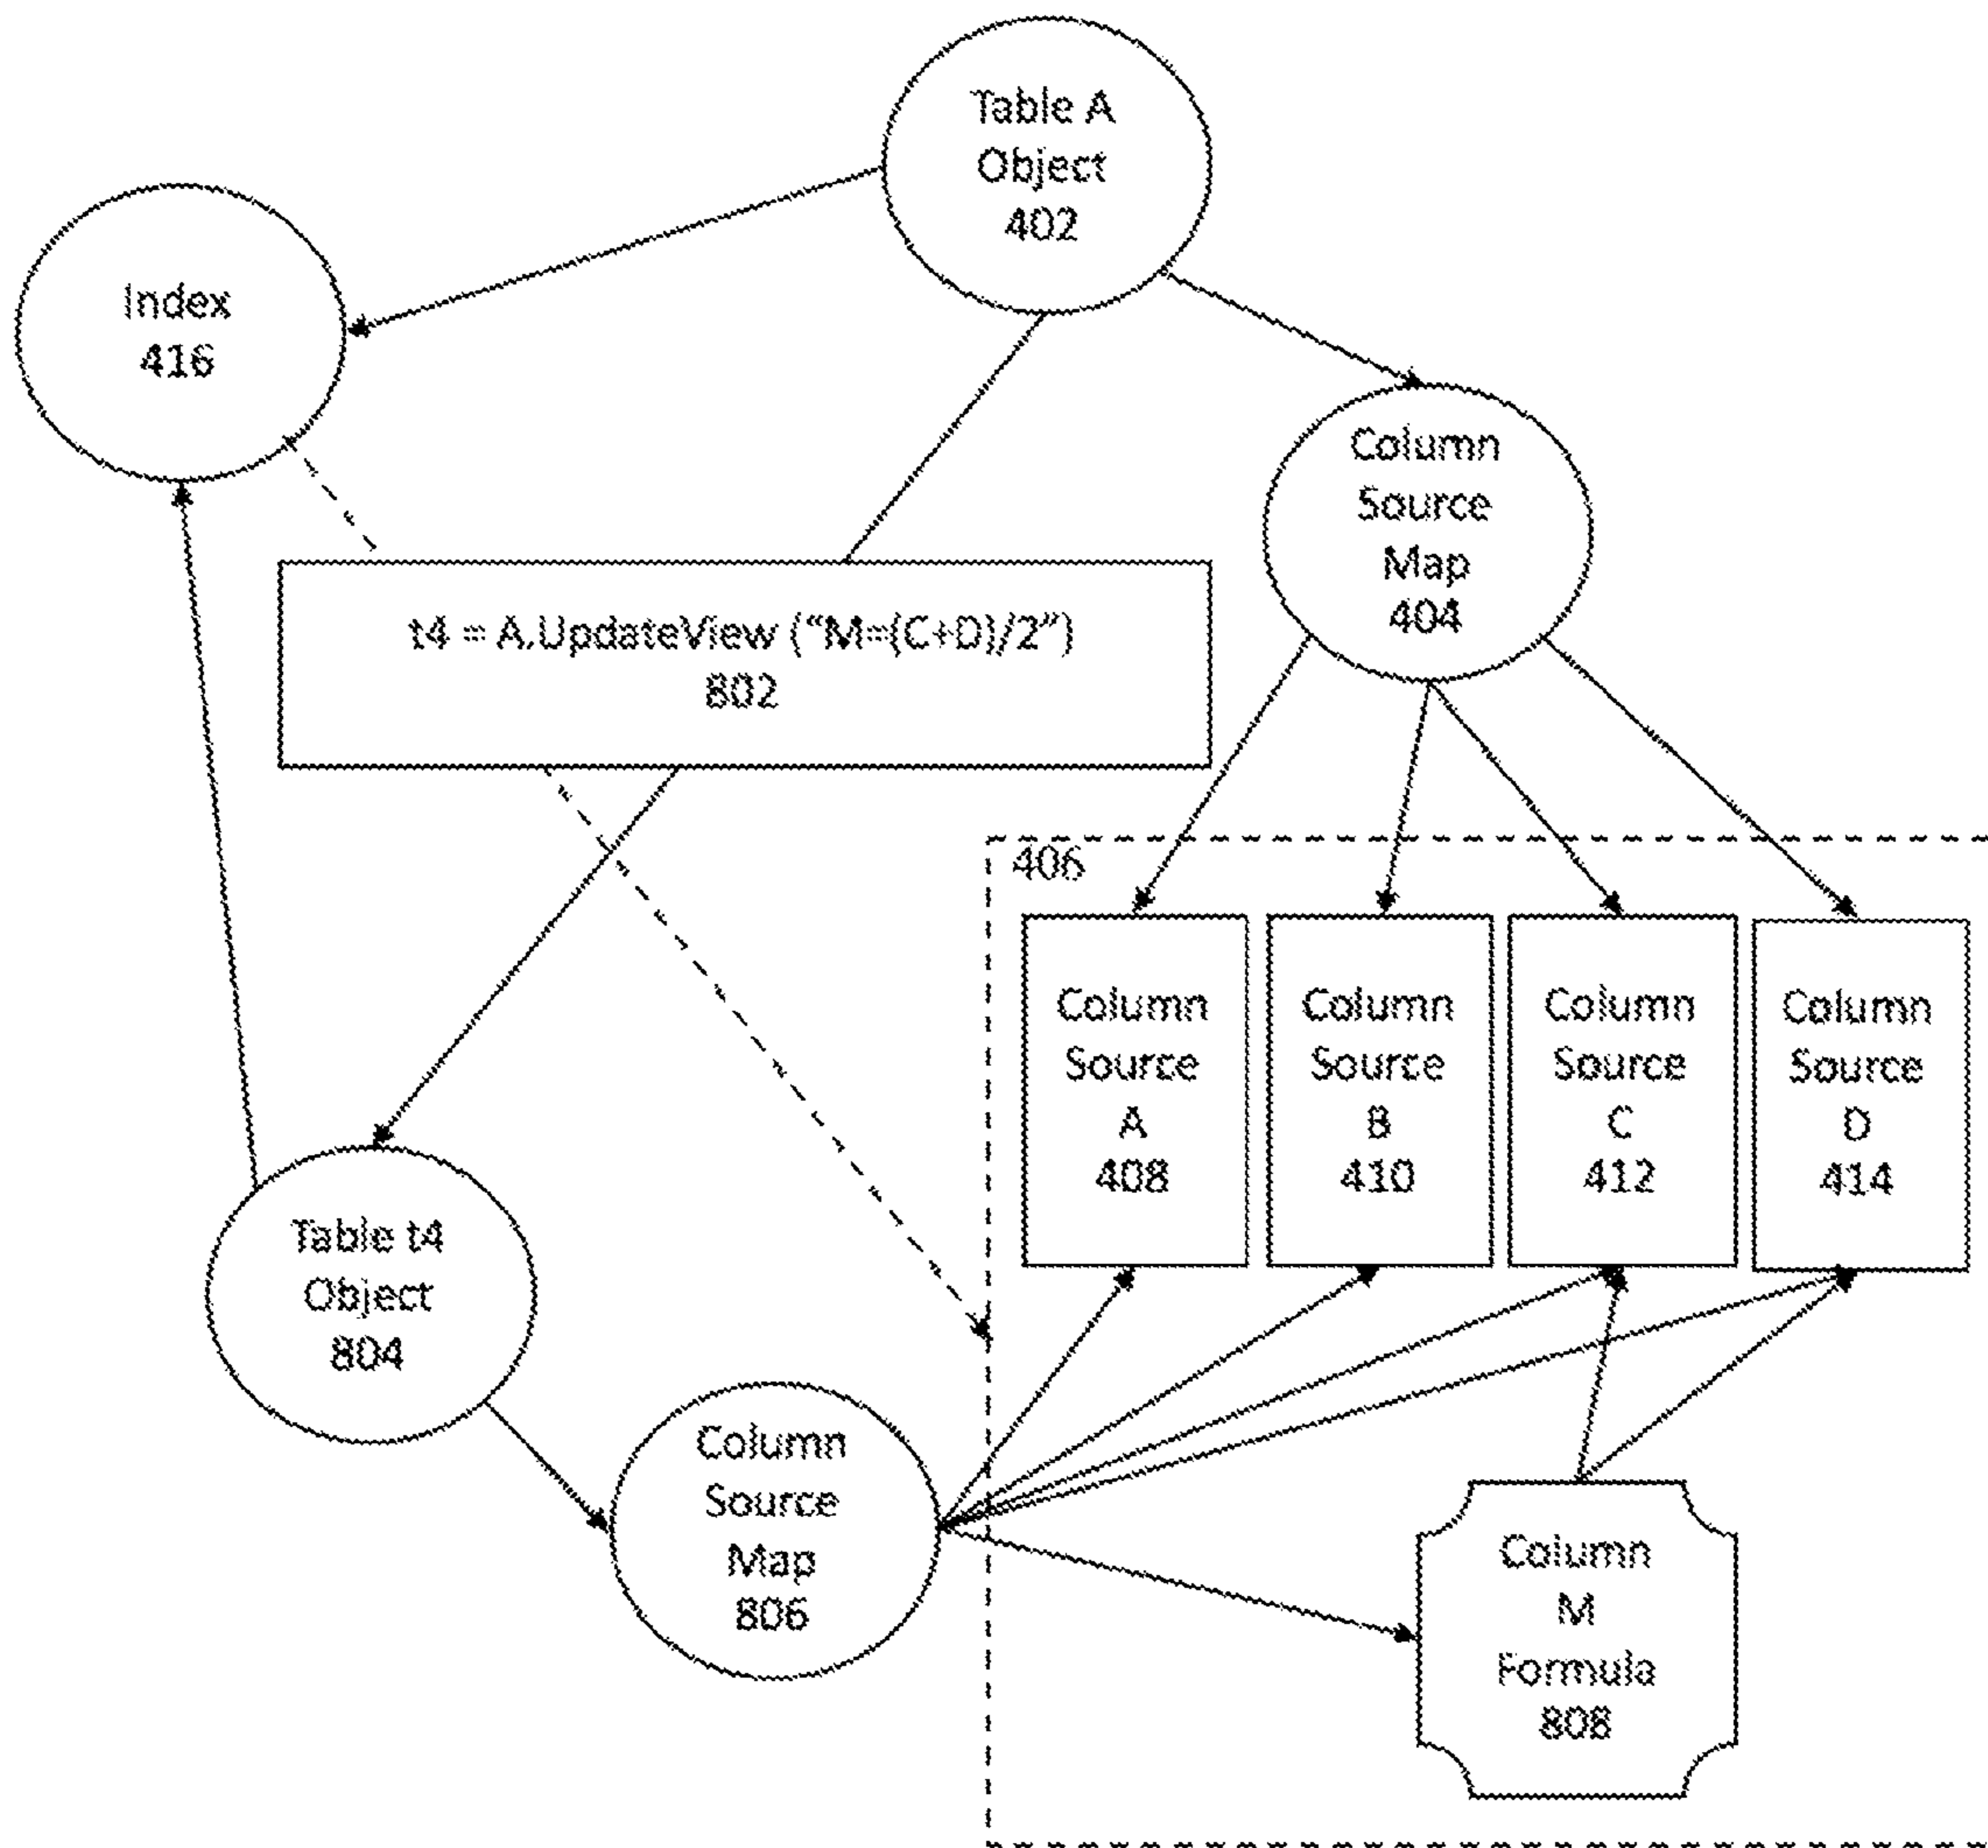 Table A
Object
402
Index
416
Column
Source
Map
404
t4 = A.UpdateView (“M=(C+D)/2”)
802
406
Column
Source
A
408
Column
Source
B
410
Column
Source
C
412
Column
Source
D
414
Table t4
Object
804
Column
Source
Map
806
Column
M
Formula
808